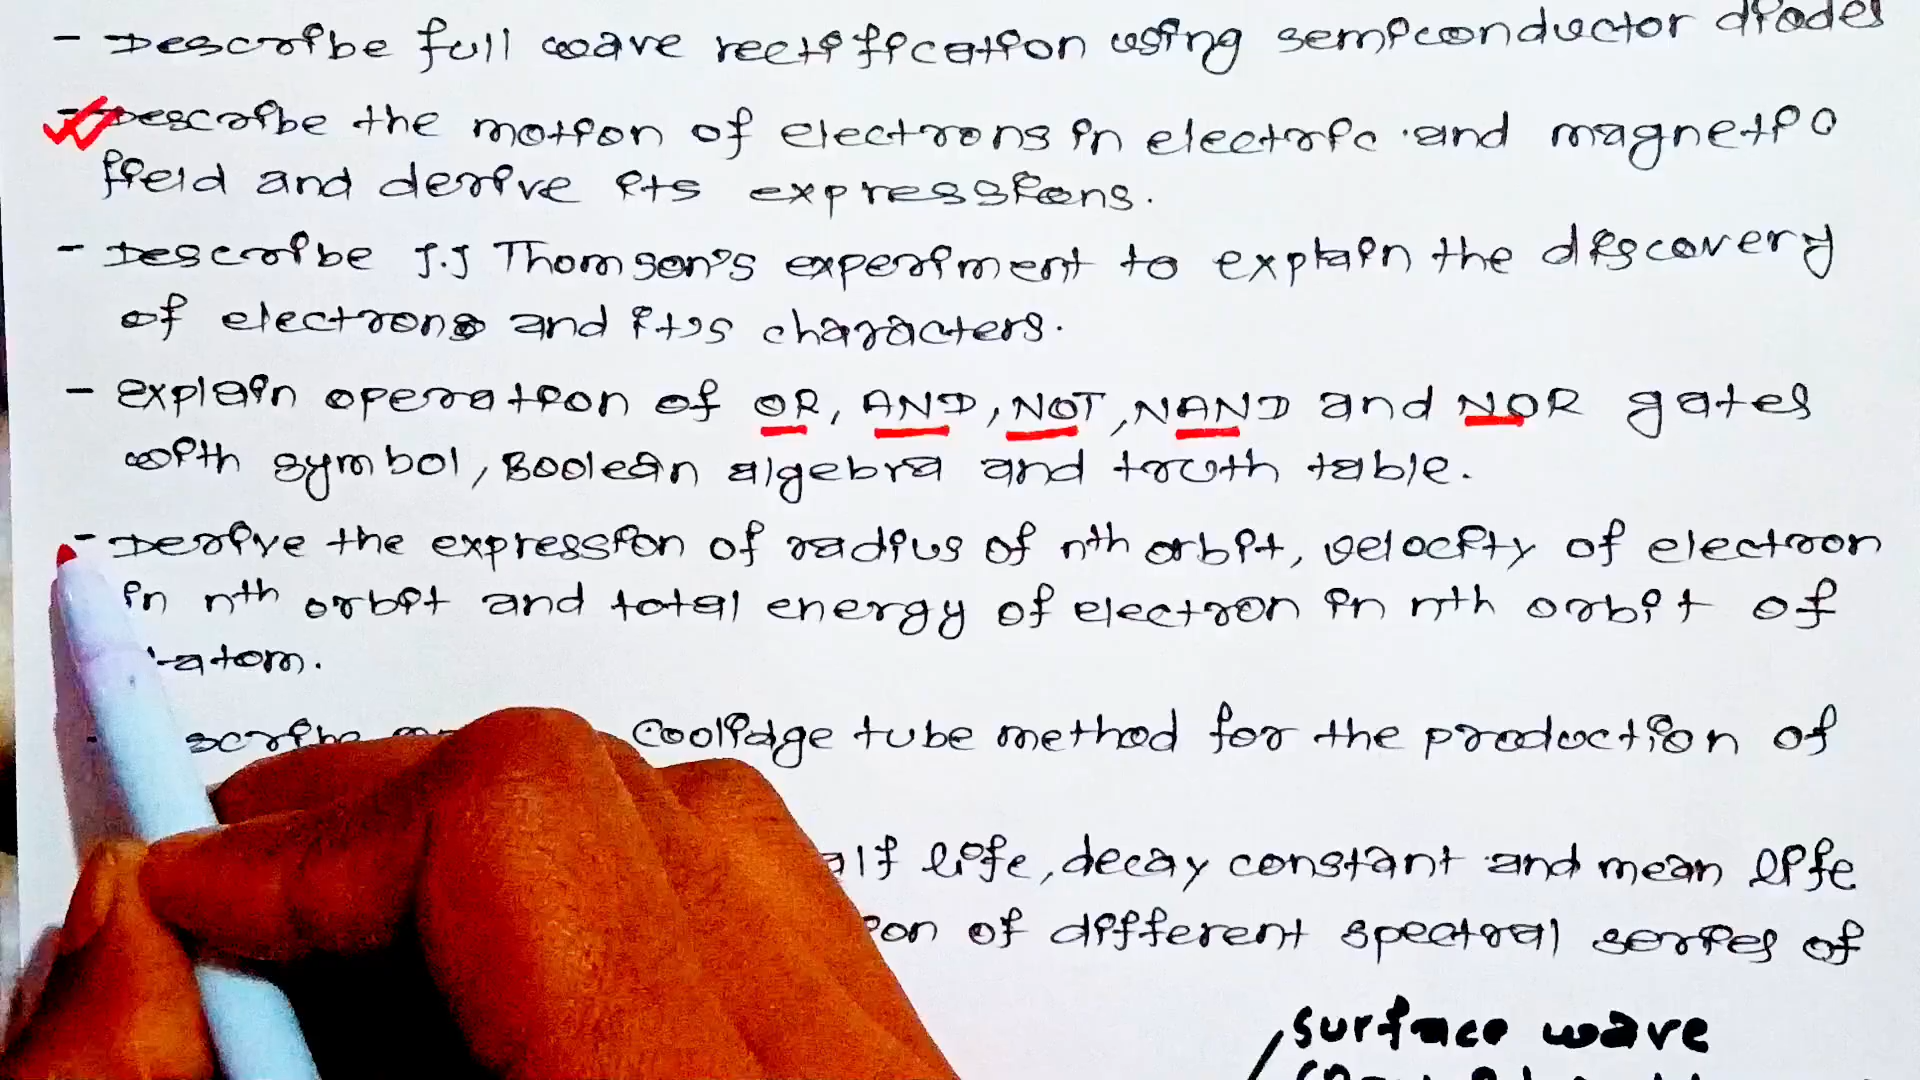 - Describe full wave rectification using semiconductor diodes
- Describe the motion of electrons in electric and magnetic
field and derive its expressions.
- Describe J.J Thomson's experiment to explain the discovery
of electrons and it's characters.
- explain operation of OR, AND, NOT, NAND and NOR gates
with symbol, Boolean algebra and truth table.
- Derive the expression of radius of nth orbit, velocity of electron
in nth orbit and total energy of electron in nth orbit of
-atom.
Coolidge tube method for the production of
life, decay constant and mean life
of different spectral series of
surface wave